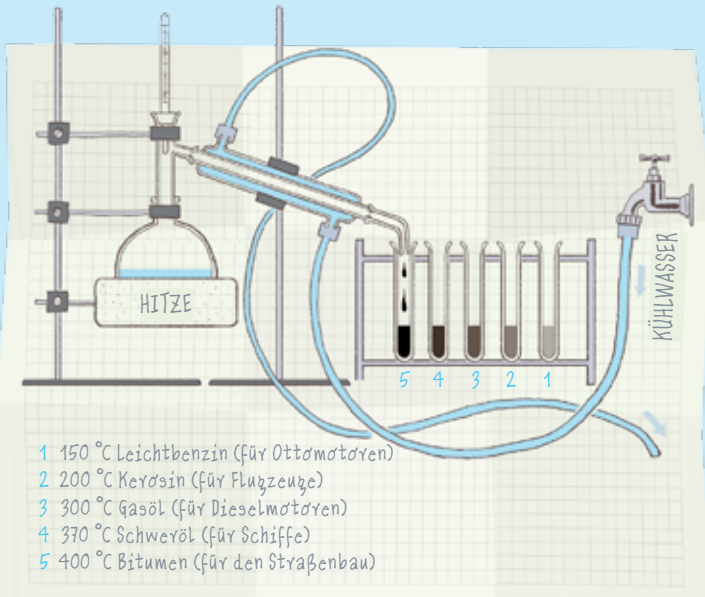 HITZE
KÜHLWASSER
5 4 3 2 1
1 150 °C Leichtbenzin (für Ottomotoren)
2 200 °C Kerosin (für Flugzeuge)
3 300 °C Gasöl (für Dieselmotoren)
4 370 °C Schweröl (für Schiffe)
5 400 °C Bitumen (für den Straßenbau)